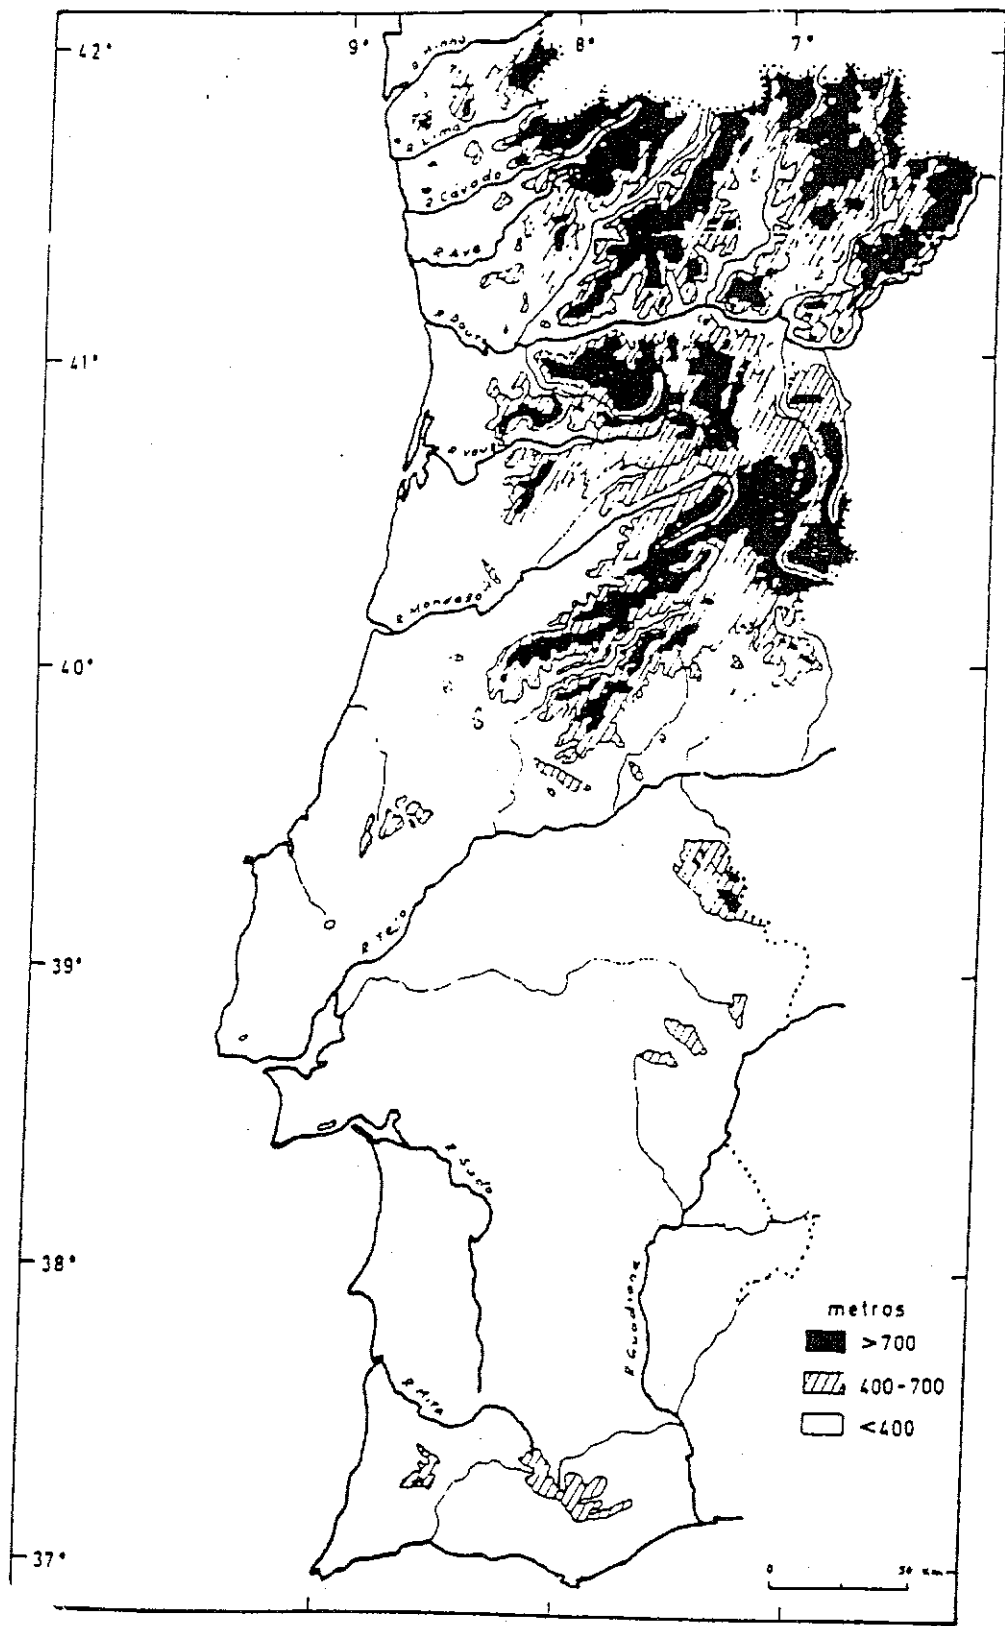 42°
9°
8°
7°
R Lima
R Cavado
R Ave
R Douro
41°
R Vouga
R Mondego
40°
R Tejo
39°
R Sado
38°
R Guadiana
metros
>700
400-700
<400
R Mira
37°
0